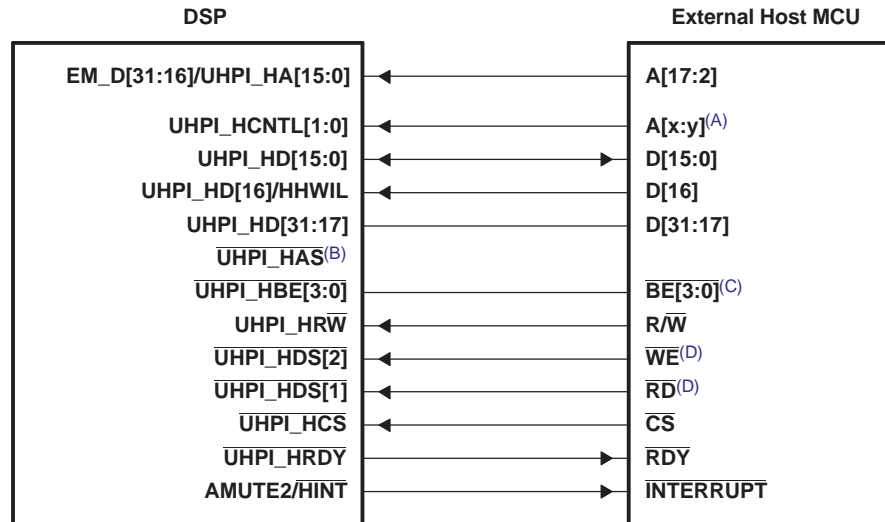 DSP External Host MCU
EM_D[31:16]/UHPI_HA[15:0] A[17:2]
UHPI_HCNTL[1:0] A[x:y](A)
UHPI_HD[15:0] D[15:0]
UHPI_HD[16]/HHWIL D[16]
UHPI_HD[31:17] D[31:17]
UHPI_HAS(B)
UHPI_HBE[3:0] BE[3:0](C)
UHPI_HRW R/W
UHPI_HDS[2] WE(D)
UHPI_HDS[1] RD(D)
UHPI_HCS CS
UHPI_HRDY RDY
AMUTE2/HINT INTERRUPT